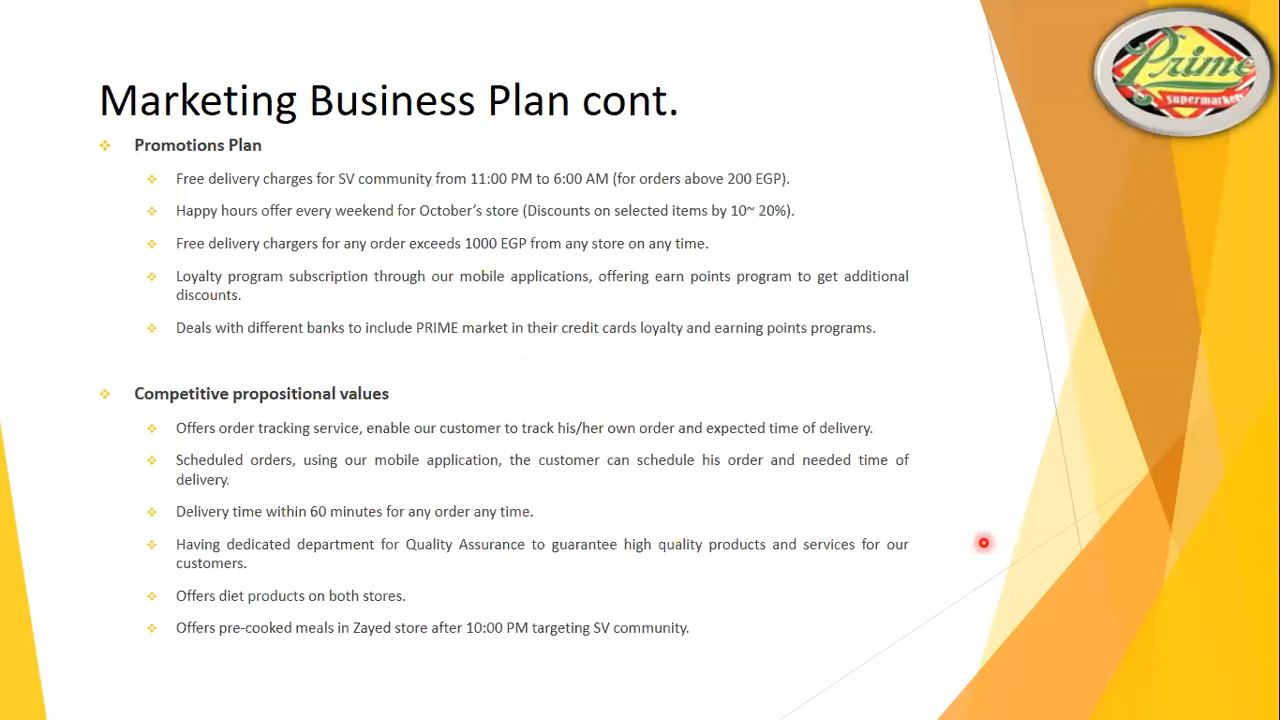 Prime
supermarkets
Marketing Business Plan cont.
Promotions Plan
Free delivery charges for SV community from 11:00 PM to 6:00 AM (for orders above 200 EGP).
Happy hours offer every weekend for October's store (Discounts on selected items by 10~ 20%).
Free delivery chargers for any order exceeds 1000 EGP from any store on any time.
Loyalty program subscription through our mobile applications, offering earn points program to get additional
discounts.
Deals with different banks to include PRIME market in their credit cards loyalty and earning points programs.
Competitive propositional values
Offers order tracking service, enable our customer to track his/her own order and expected time of delivery.
Scheduled orders, using our mobile application, the customer can schedule his order and needed time of
delivery.
Delivery time within 60 minutes for any order any time.
Having dedicated department for Quality Assurance to guarantee high quality products and services for our
customers.
Offers diet products on both stores.
Offers pre-cooked meals in Zayed store after 10:00 PM targeting SV community.